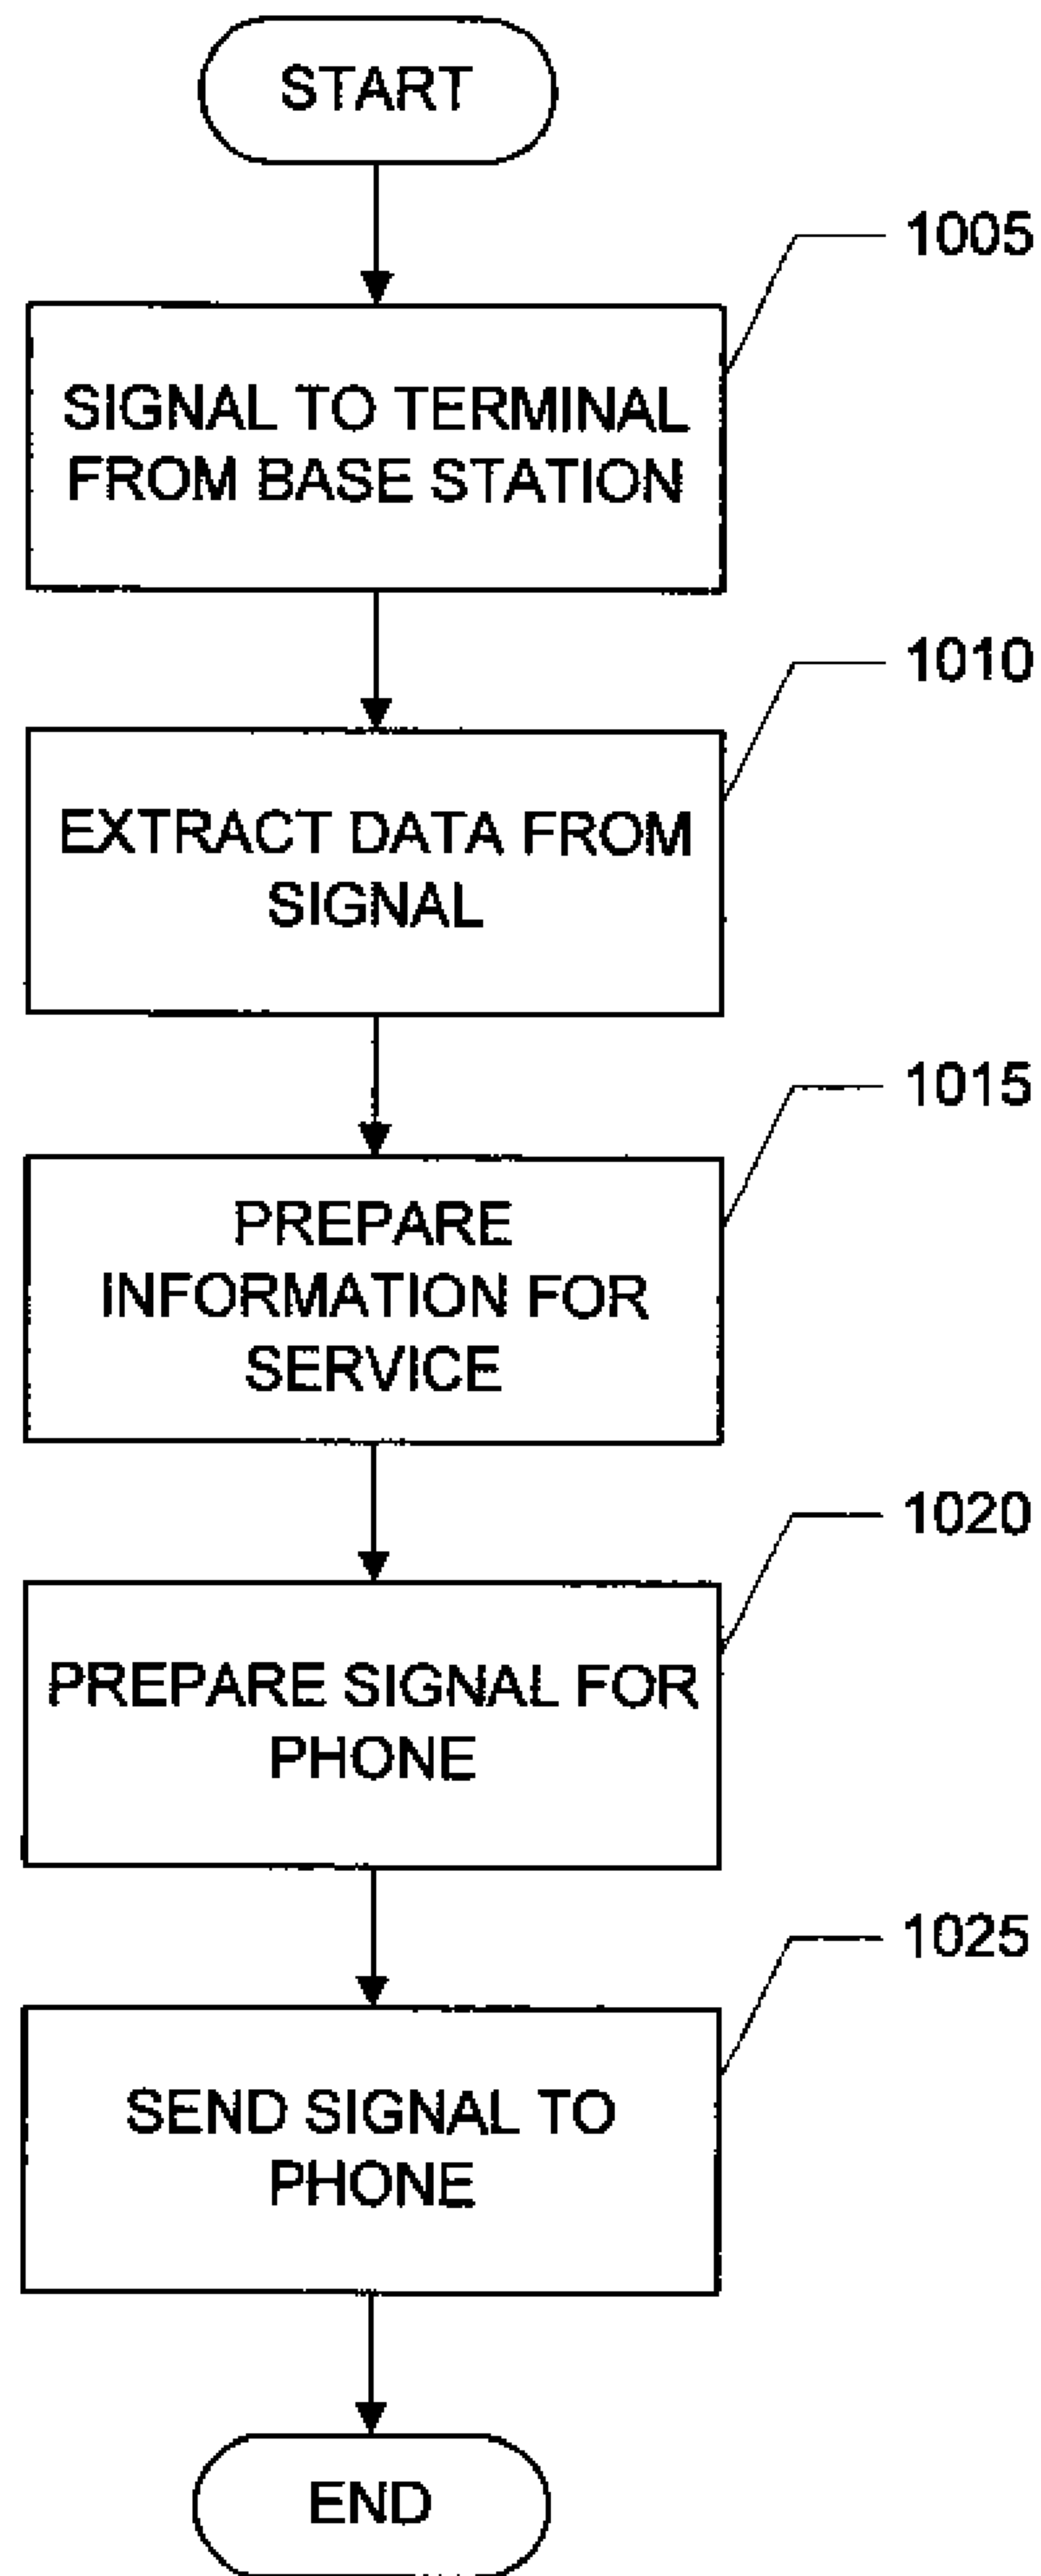 START
1005
SIGNAL TO TERMINAL
FROM BASE STATION
1010
EXTRACT DATA FROM
SIGNAL
1015
PREPARE
INFORMATION FOR
SERVICE
1020
PREPARE SIGNAL FOR
PHONE
1025
SEND SIGNAL TO
PHONE
END